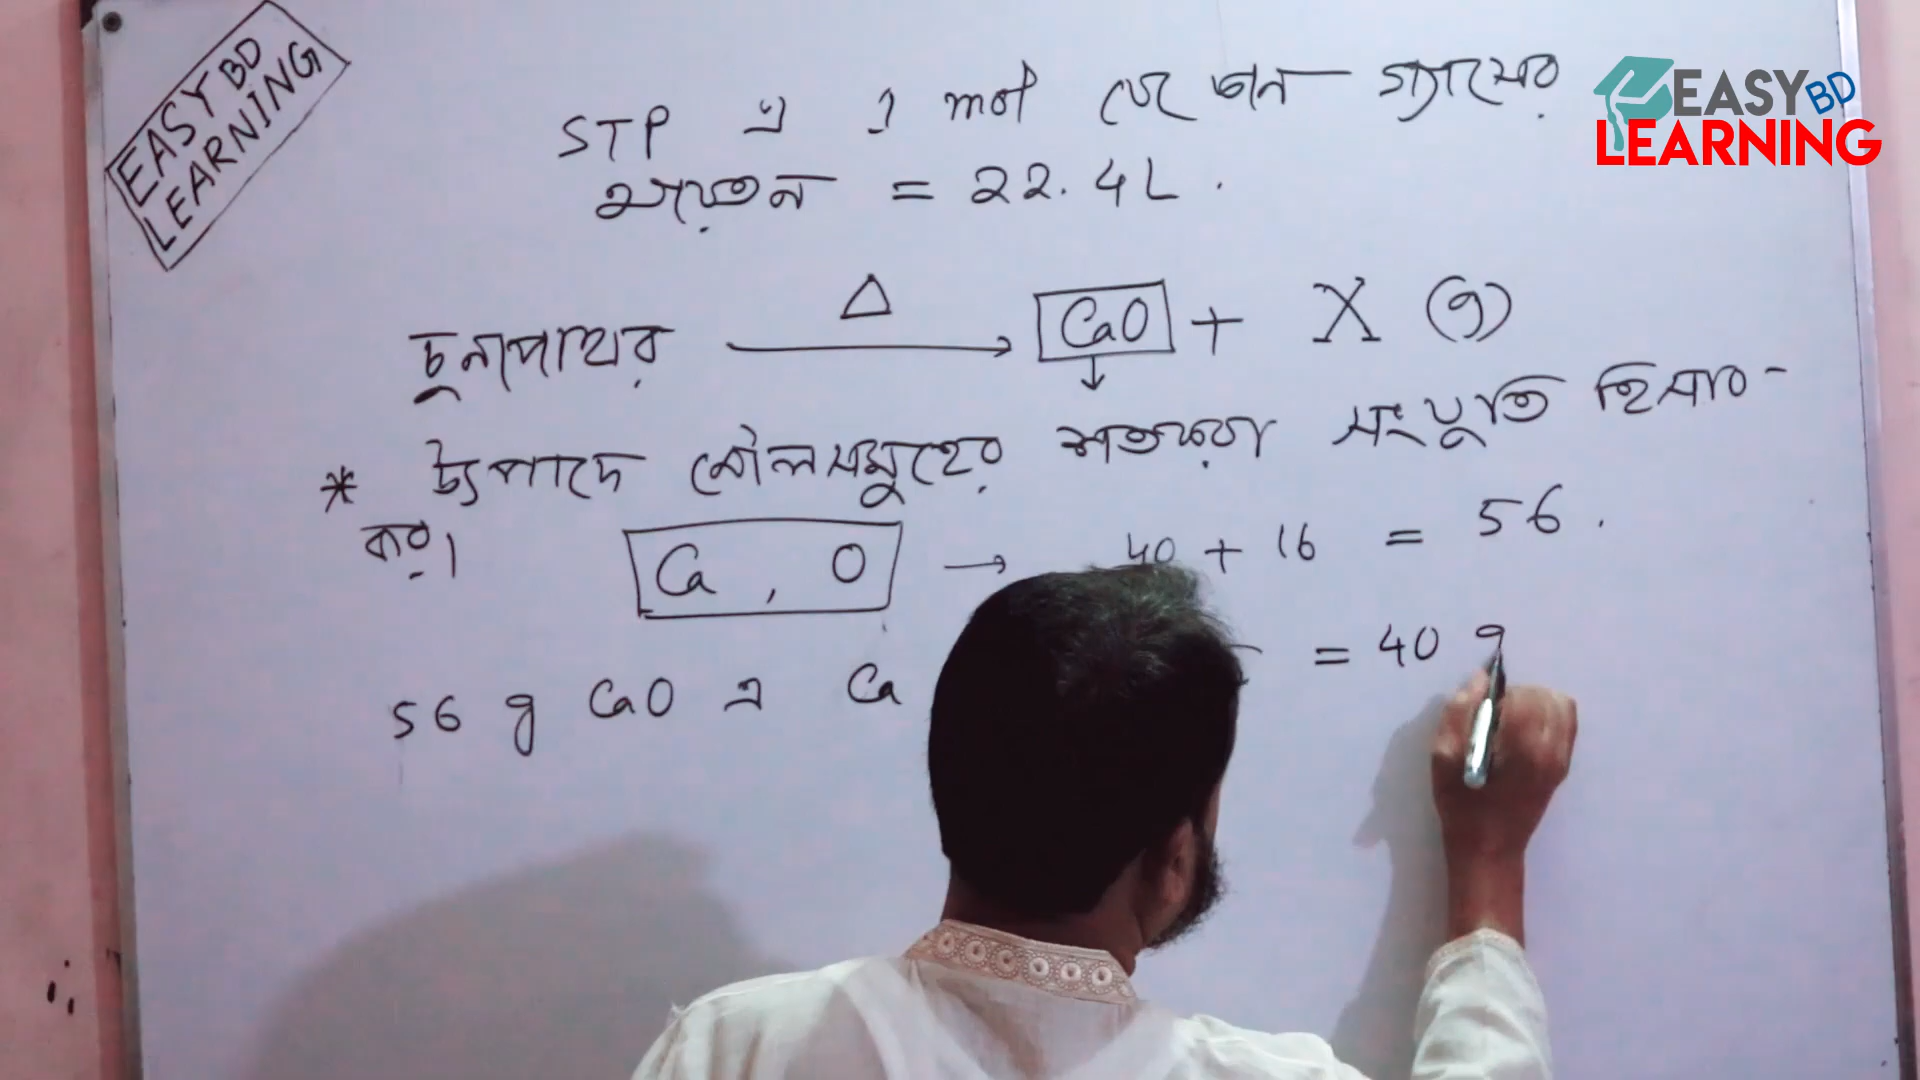 EASY BD
LEARNING
EASY BD
LEARNING
STP এ 1 mol যে কোন গ্যাসের
আয়তন = 22.4L.
চুনাপাথর Δ → CaO + X (g)
* উৎপাদে মৌলসমুহের শতকরা সংযুতি হিসাব-
কর।
Ca, O → 40 + 16 = 56.
56 g CaO এ Ca = 40 g